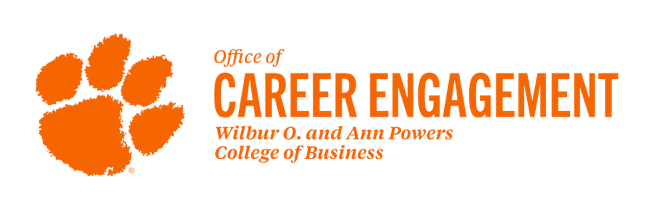 Office of
CAREER ENGAGEMENT
Wilbur O. and Ann Powers
College of Business
®